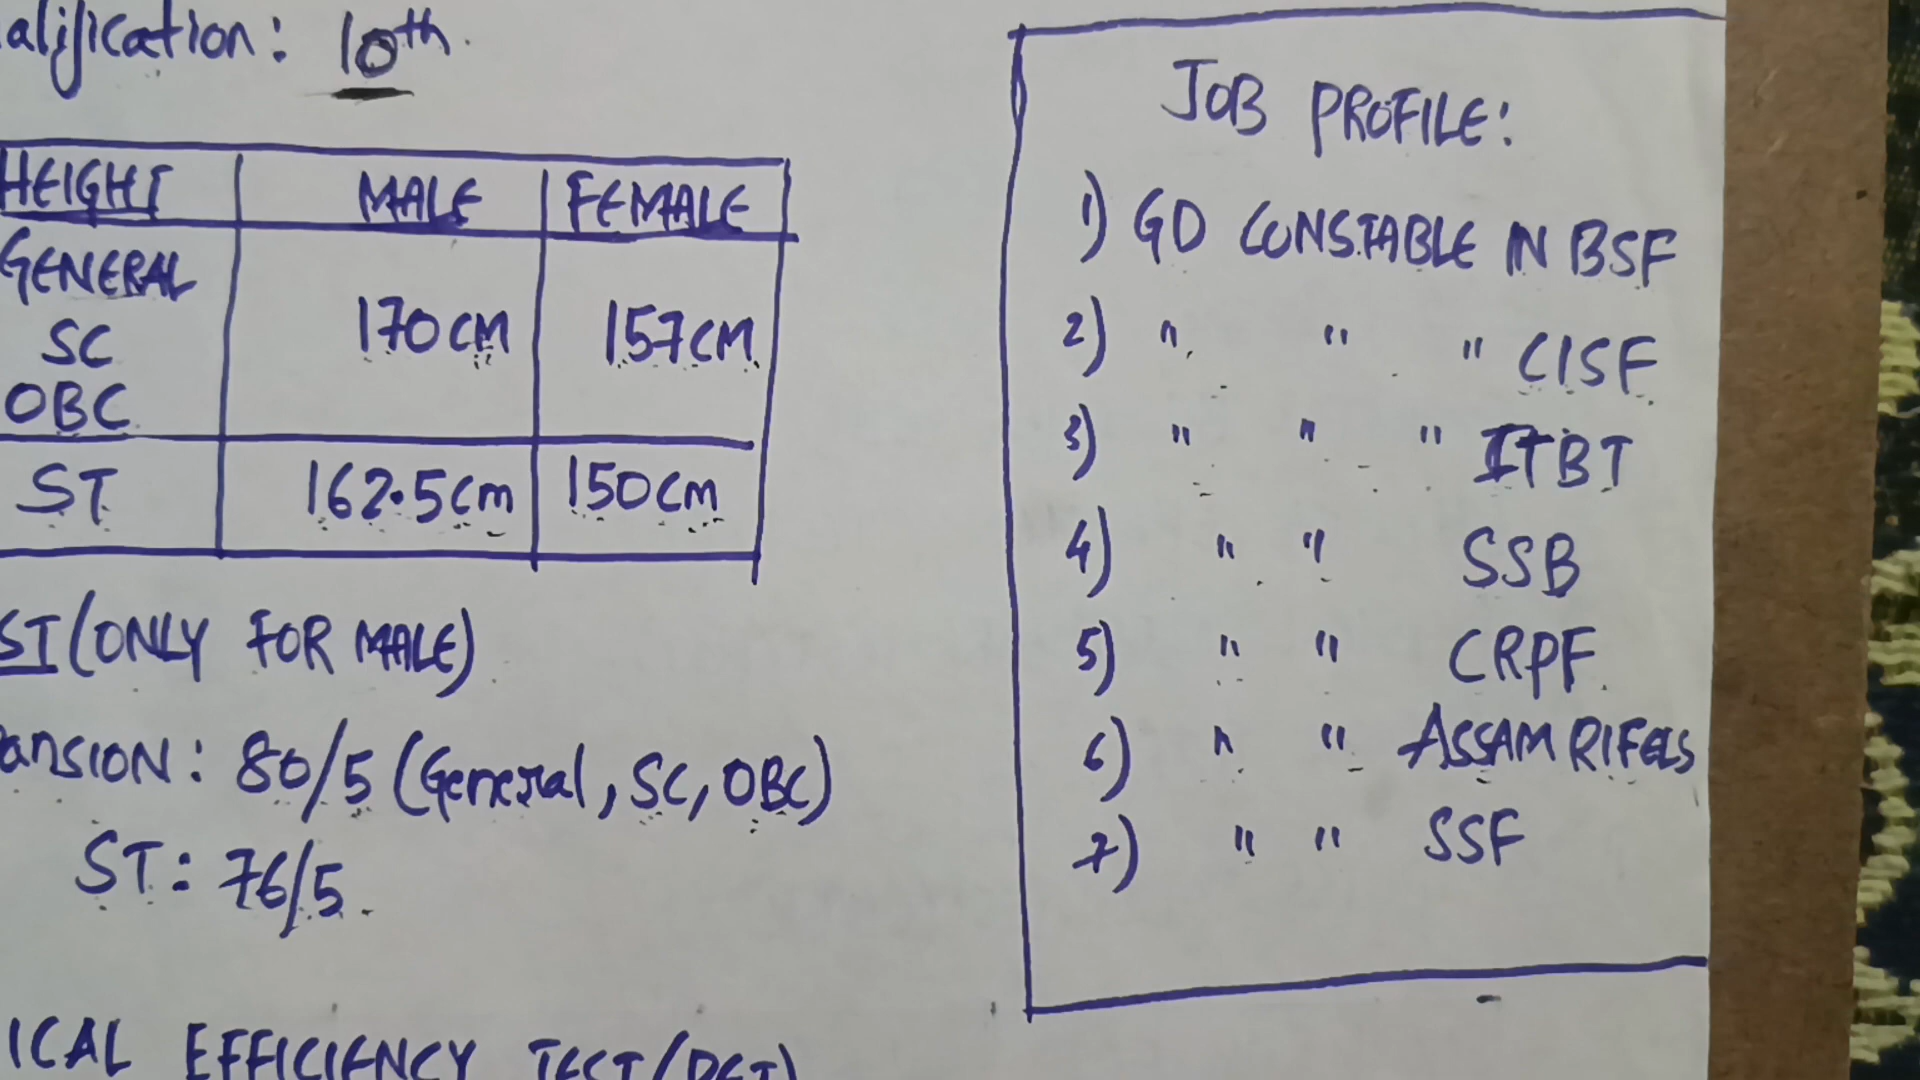 alification: 10th.
HEIGHT MALE FEMALE
GENERAL
SC 170CM 157CM
OBC
ST 162.5cm 150cm
ST (ONLY FOR MALE)
ansion: 80/5 (General, SC, OBC)
ST: 76/5
ICAL EFFICIENCY TEST (PET)
JOB PROFILE:
1) GD CONSTABLE IN BSF
2) " " " CISF
3) " " " ITBT
4) " " SSB
5) " " CRPF
6) " " ASSAM RIFELS
7) " " SSF